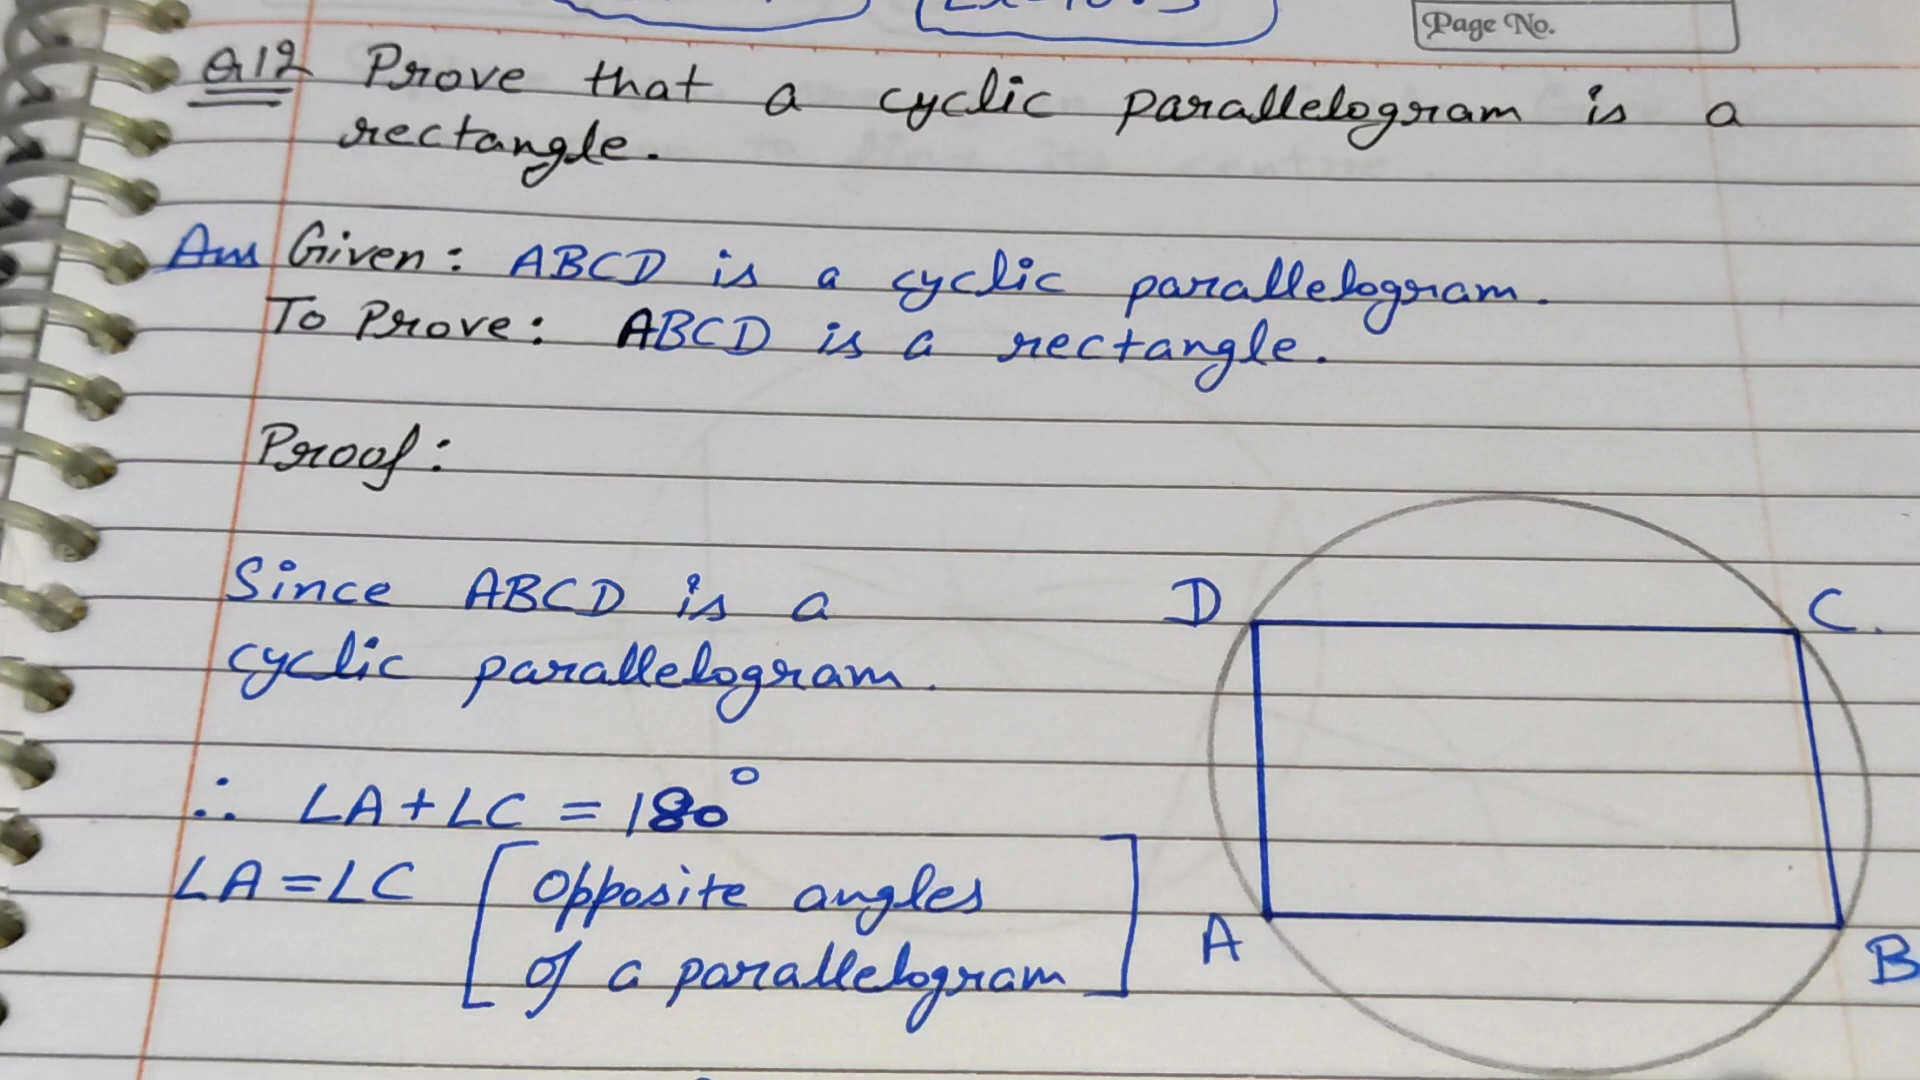 Page No.
Q12 Prove that a cyclic parallelogram is a
rectangle.
Ans Given: ABCD is a cyclic parallelogram.
To Prove: ABCD is a rectangle.
Proof:
Since ABCD is a
cyclic parallelogram.
∴ ∠A+∠C = 180°
∠A=∠C [opposite angles
of a parallelogram]
D C.
A B